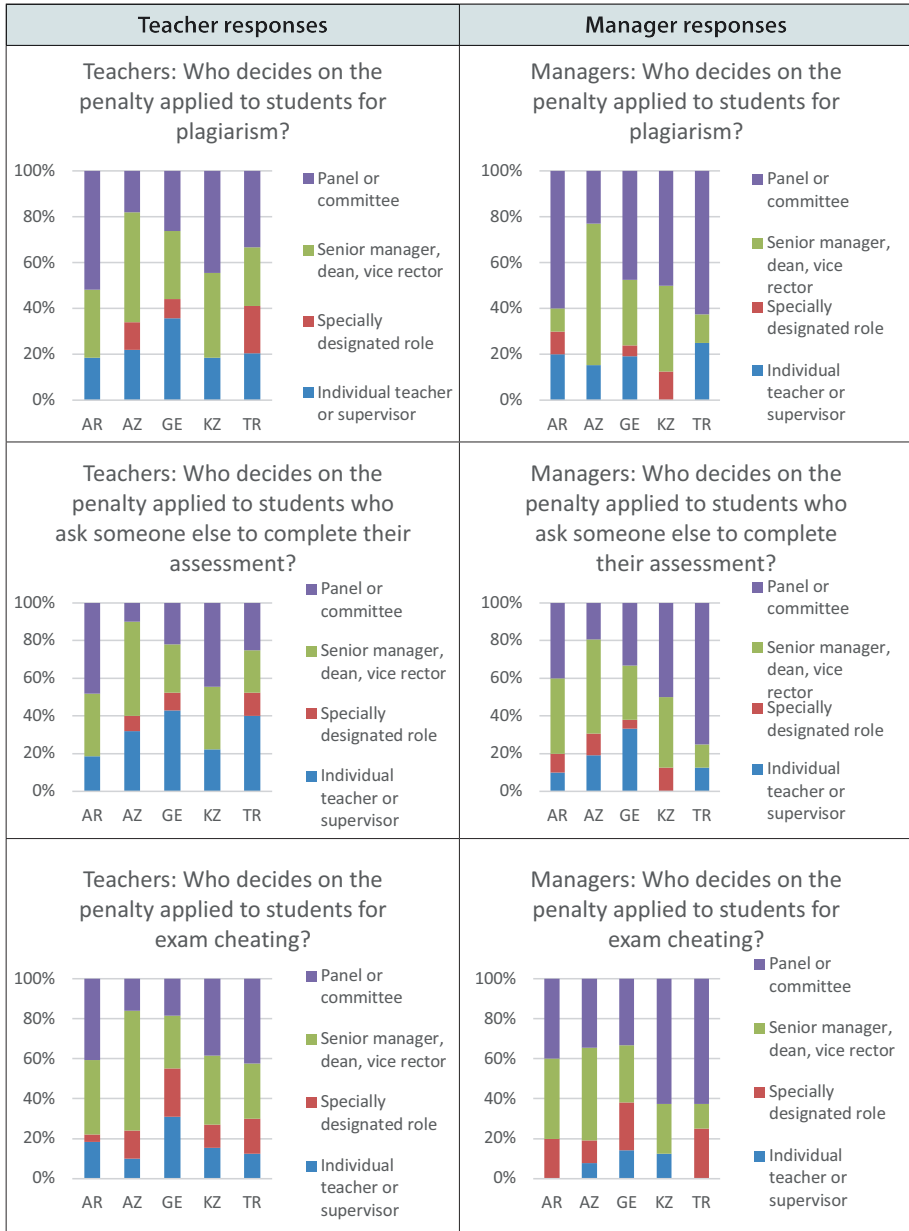 Teacher responses
Manager responses
Teachers: Who decides on the
penalty applied to students for
plagiarism?
100%
80%
60%
40%
20%
0%
AR AZ GE KZ TR
Panel or
committee
Senior manager,
dean, vice rector
Specially
designated role
Individual teacher
or supervisor
Managers: Who decides on the
penalty applied to students for
plagiarism?
100%
80%
60%
40%
20%
0%
AR AZ GE KZ TR
Panel or
committee
Senior manager,
dean, vice
rector
Specially
designated role
Individual
teacher or
supervisor
Teachers: Who decides on the
penalty applied to students who
ask someone else to complete their
assessment?
100%
80%
60%
40%
20%
0%
AR AZ GE KZ TR
Panel or
committee
Senior manager,
dean, vice rector
Specially
designated role
Individual
teacher or
supervisor
Managers: Who decides on the
penalty applied to students who
ask someone else to complete
their assessment?
100%
80%
60%
40%
20%
0%
AR AZ GE KZ TR
Panel or
committee
Senior manager,
dean, vice
rector
Specially
designated role
Individual
teacher or
supervisor
Teachers: Who decides on the
penalty applied to students for
exam cheating?
100%
80%
60%
40%
20%
0%
AR AZ GE KZ TR
Panel or
committee
Senior manager,
dean, vice rector
Specially
designated role
Individual
teacher or
supervisor
Managers: Who decides on the
penalty applied to students for
exam cheating?
100%
80%
60%
40%
20%
0%
AR AZ GE KZ TR
Panel or
committee
Senior manager,
dean, vice rector
Specially
designated role
Individual
teacher or
supervisor